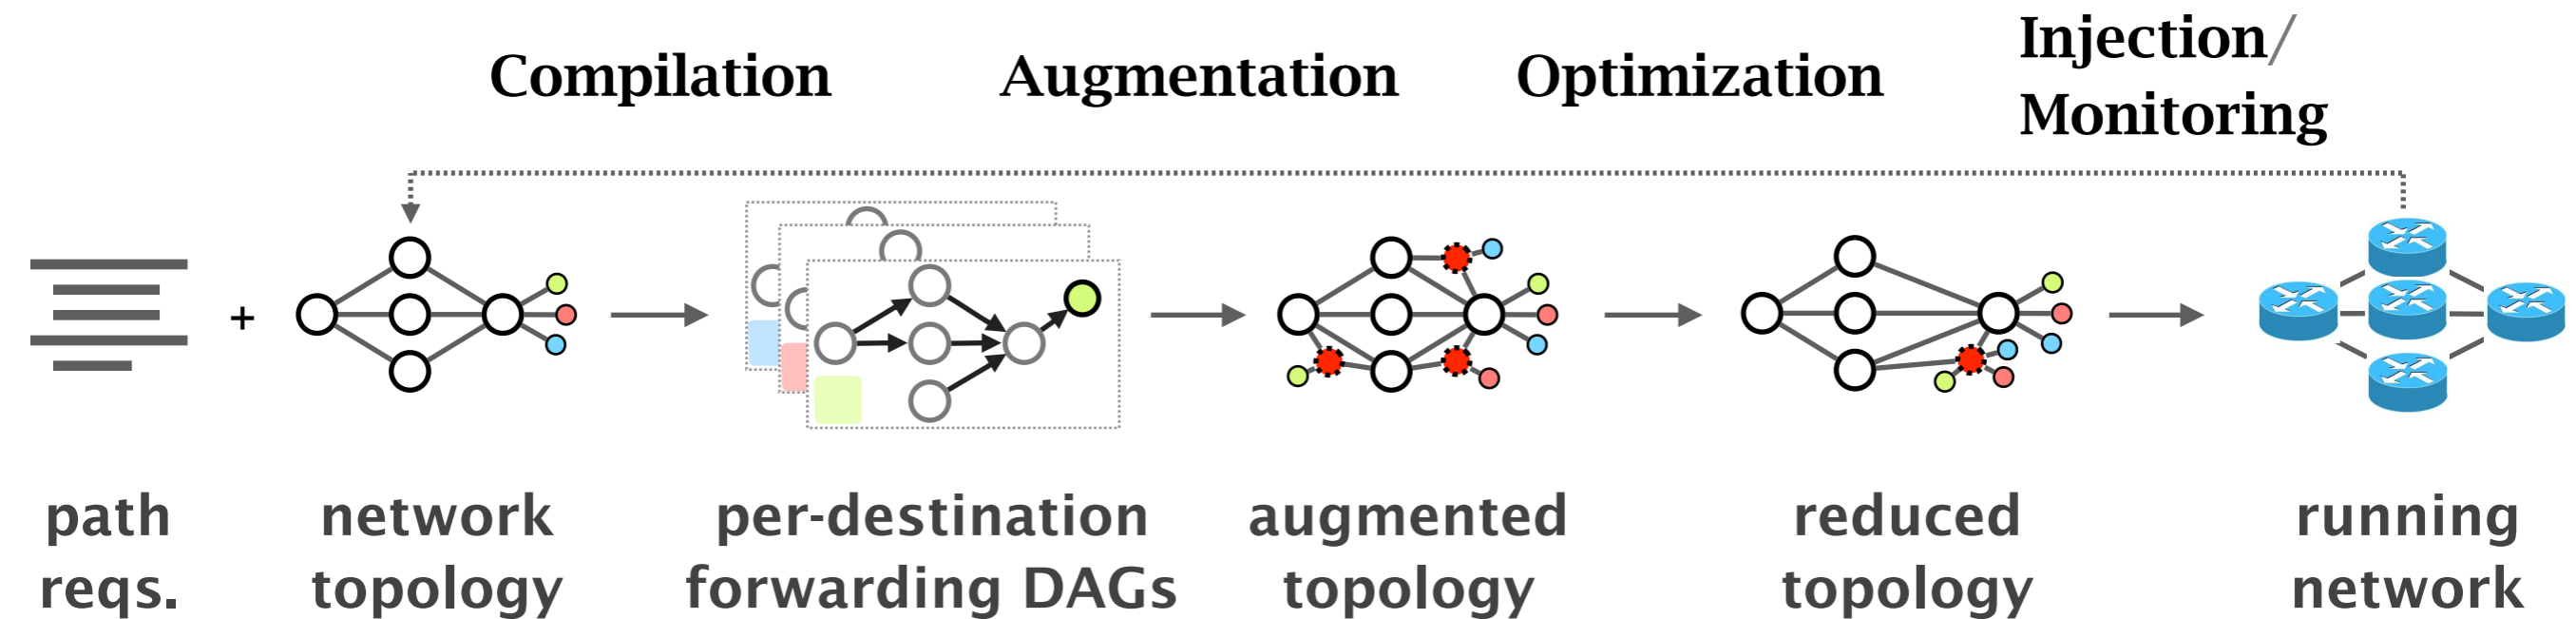 Compilation
Augmentation
Optimization
Injection/
Monitoring
+
path
reqs.
network
topology
per-destination
forwarding DAGs
augmented
topology
reduced
topology
running
network